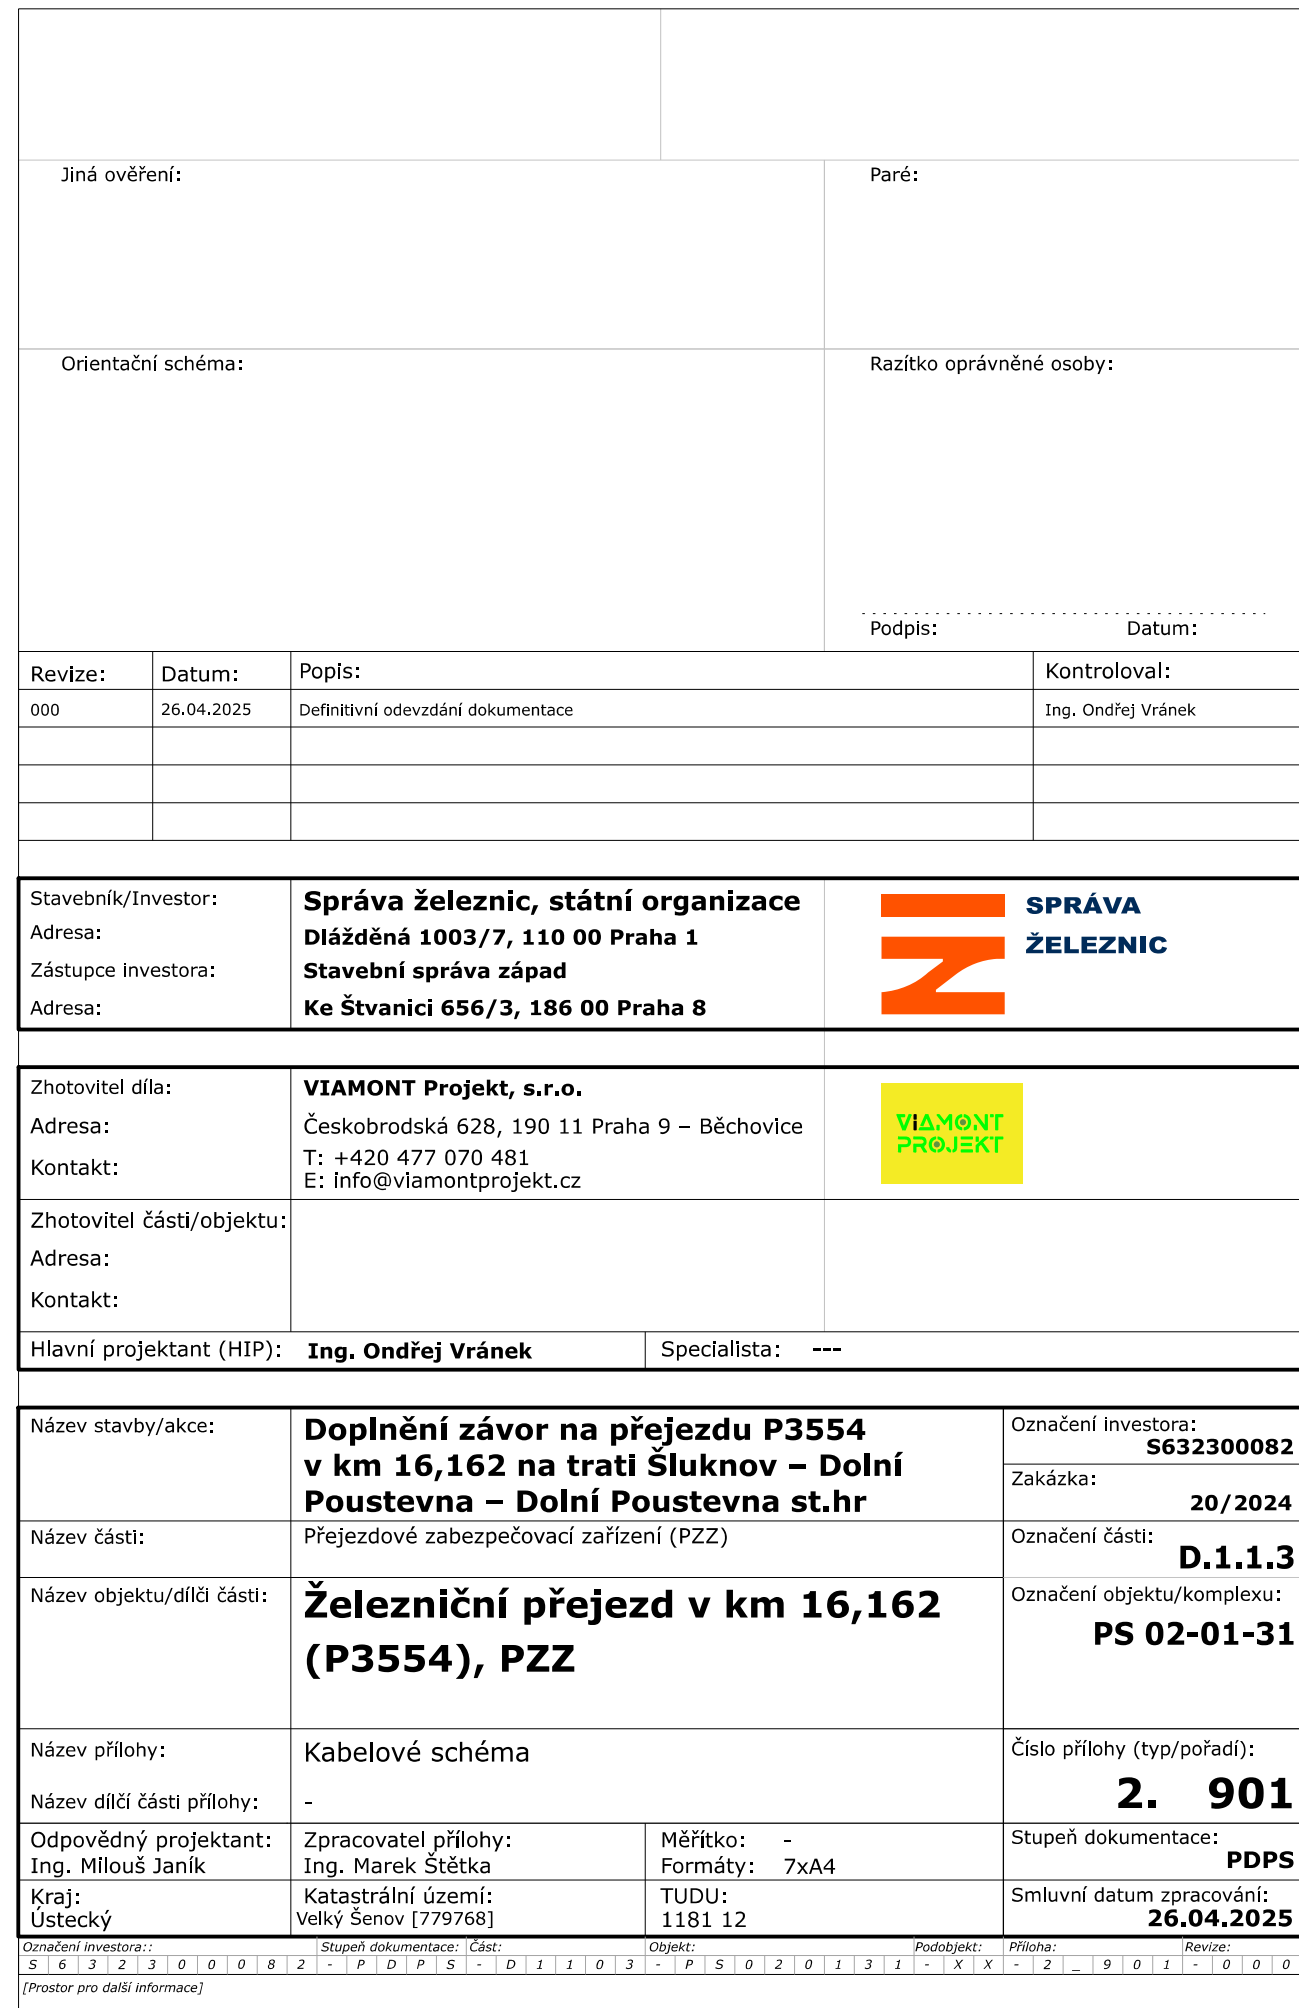 Jiná ověření:
Paré:
Orientační schéma:
Razítko oprávněné osoby:
Podpis: Datum:
Revize: Datum: Popis: Kontroloval:
000 26.04.2025 Definitivní odevzdání dokumentace Ing. Ondřej Vránek
Stavebník/Investor: Správa železnic, státní organizace
Adresa: Dlážděná 1003/7, 110 00 Praha 1
Zástupce investora: Stavební správa západ
Adresa: Ke Štvanici 656/3, 186 00 Praha 8
SPRÁVA
ŽELEZNIC
Zhotovitel díla: VIAMONT Projekt, s.r.o.
Adresa: Českobrodská 628, 190 11 Praha 9 – Běchovice
Kontakt: T: +420 477 070 481
E: info@viamontprojekt.cz
VIAMONT
PROJEKT
Zhotovitel části/objektu:
Adresa:
Kontakt:
Hlavní projektant (HIP): Ing. Ondřej Vránek Specialista: ---
Název stavby/akce: Doplnění závor na přejezdu P3554
v km 16,162 na trati Šluknov – Dolní
Poustevna – Dolní Poustevna st.hr
Označení investora:
S632300082
Zakázka:
20/2024
Název části: Přejezdové zabezpečovací zařízení (PZZ)
Označení části:
D.1.1.3
Název objektu/dílči části: Železniční přejezd v km 16,162
(P3554), PZZ
Označení objektu/komplexu:
PS 02-01-31
Název přílohy: Kabelové schéma
Název dílčí části přílohy: -
Číslo přílohy (typ/pořadí):
2. 901
Odpovědný projektant: Zpracovatel přílohy: Měřítko: -
Ing. Milouš Janík Ing. Marek Štětka Formáty: 7xA4
Stupeň dokumentace:
PDPS
Kraj: Katastrální území: TUDU:
Ústecký Velký Šenov [779768] 1181 12
Smluvní datum zpracování:
26.04.2025
Označení investora:: Stupeň dokumentace: Část: Objekt: Podobjekt: Příloha: Revize:
S 6 3 2 3 0 0 0 8 2 - P D P S - D 1 1 0 3 - P S 0 2 0 1 3 1 - X X - 2 _ 9 0 1 - 0 0 0
[Prostor pro další informace]